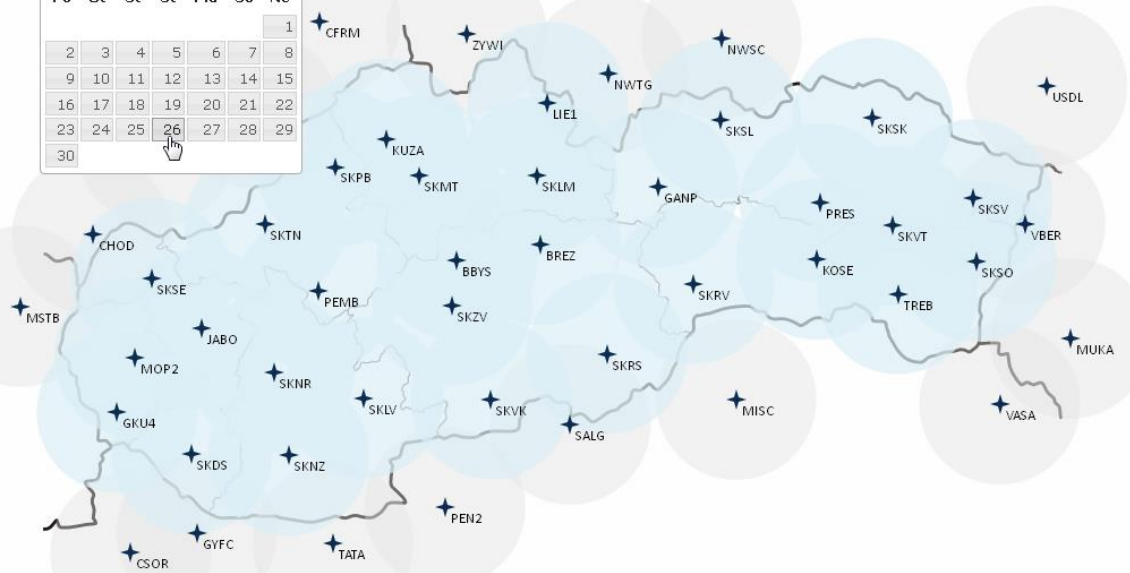 1
2 3 4 5 6 7 8
9 10 11 12 13 14 15
16 17 18 19 20 21 22
23 24 25 26 27 28 29
30
CFRM
ZYWI
NWSC
NWTG
USDL
LIE1
SKSL
SKSK
KUZA
SKPB
SKMT
SKLM
GANP
PRES
SKSV
SKTN
CHOD
SKVT
VBER
BREZ
BBYS
KOSE
SKSO
SKSE
PEMB
SKRV
TREB
MSTB
SKZV
JABO
MUKA
MOP2
SKNR
SKRS
SKLV
SKVK
MISC
VASA
GKU4
SALG
SKDS
SKNZ
PEN2
GYFC
TATA
CSOR